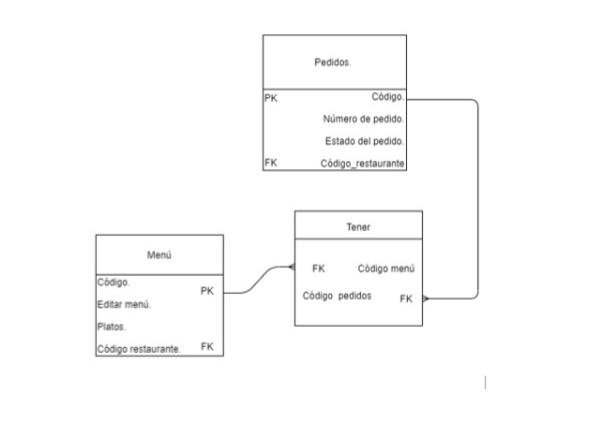 Pedidos.
PK Código.
Número de pedido.
Estado del pedido.
FK Código_restaurante
Tener
FK Código menú
Código pedidos FK
Menú
Código. PK
Editar menú.
Platos.
Código restaurante. FK